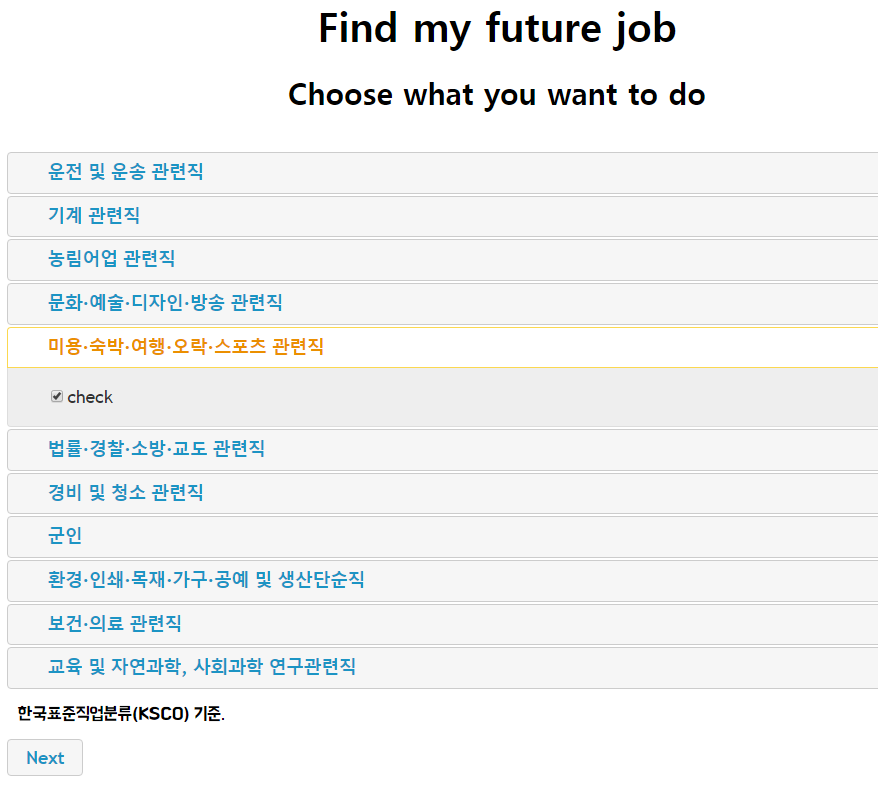 Find my future job
Choose what you want to do
운전 및 운송 관련직
기계 관련직
농림어업 관련직
문화·예술·디자인·방송 관련직
미용·숙박·여행·오락·스포츠 관련직
check
법률·경찰·소방·교도 관련직
경비 및 청소 관련직
군인
환경·인쇄·목재·가구·공예 및 생산단순직
보건·의료 관련직
교육 및 자연과학, 사회과학 연구관련직
한국표준직업분류(KSCO) 기준.
Next